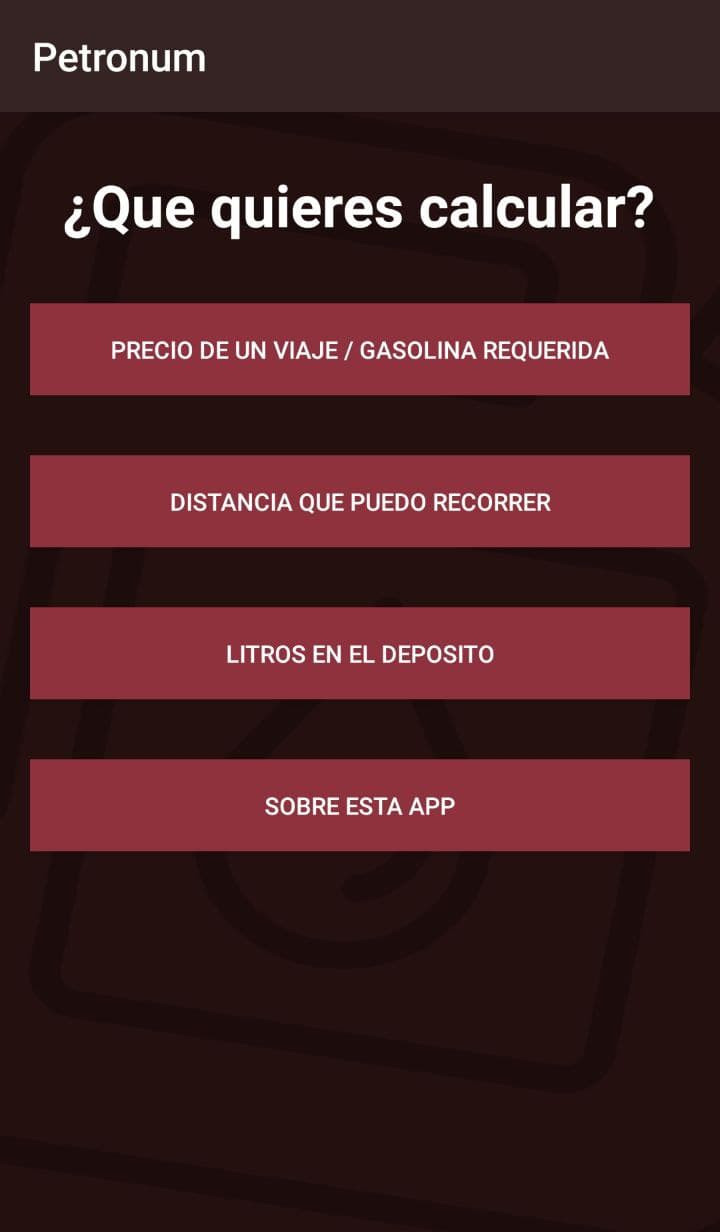 Petronum
¿Que quieres calcular?
PRECIO DE UN VIAJE / GASOLINA REQUERIDA
DISTANCIA QUE PUEDO RECORRER
LITROS EN EL DEPOSITO
SOBRE ESTA APP